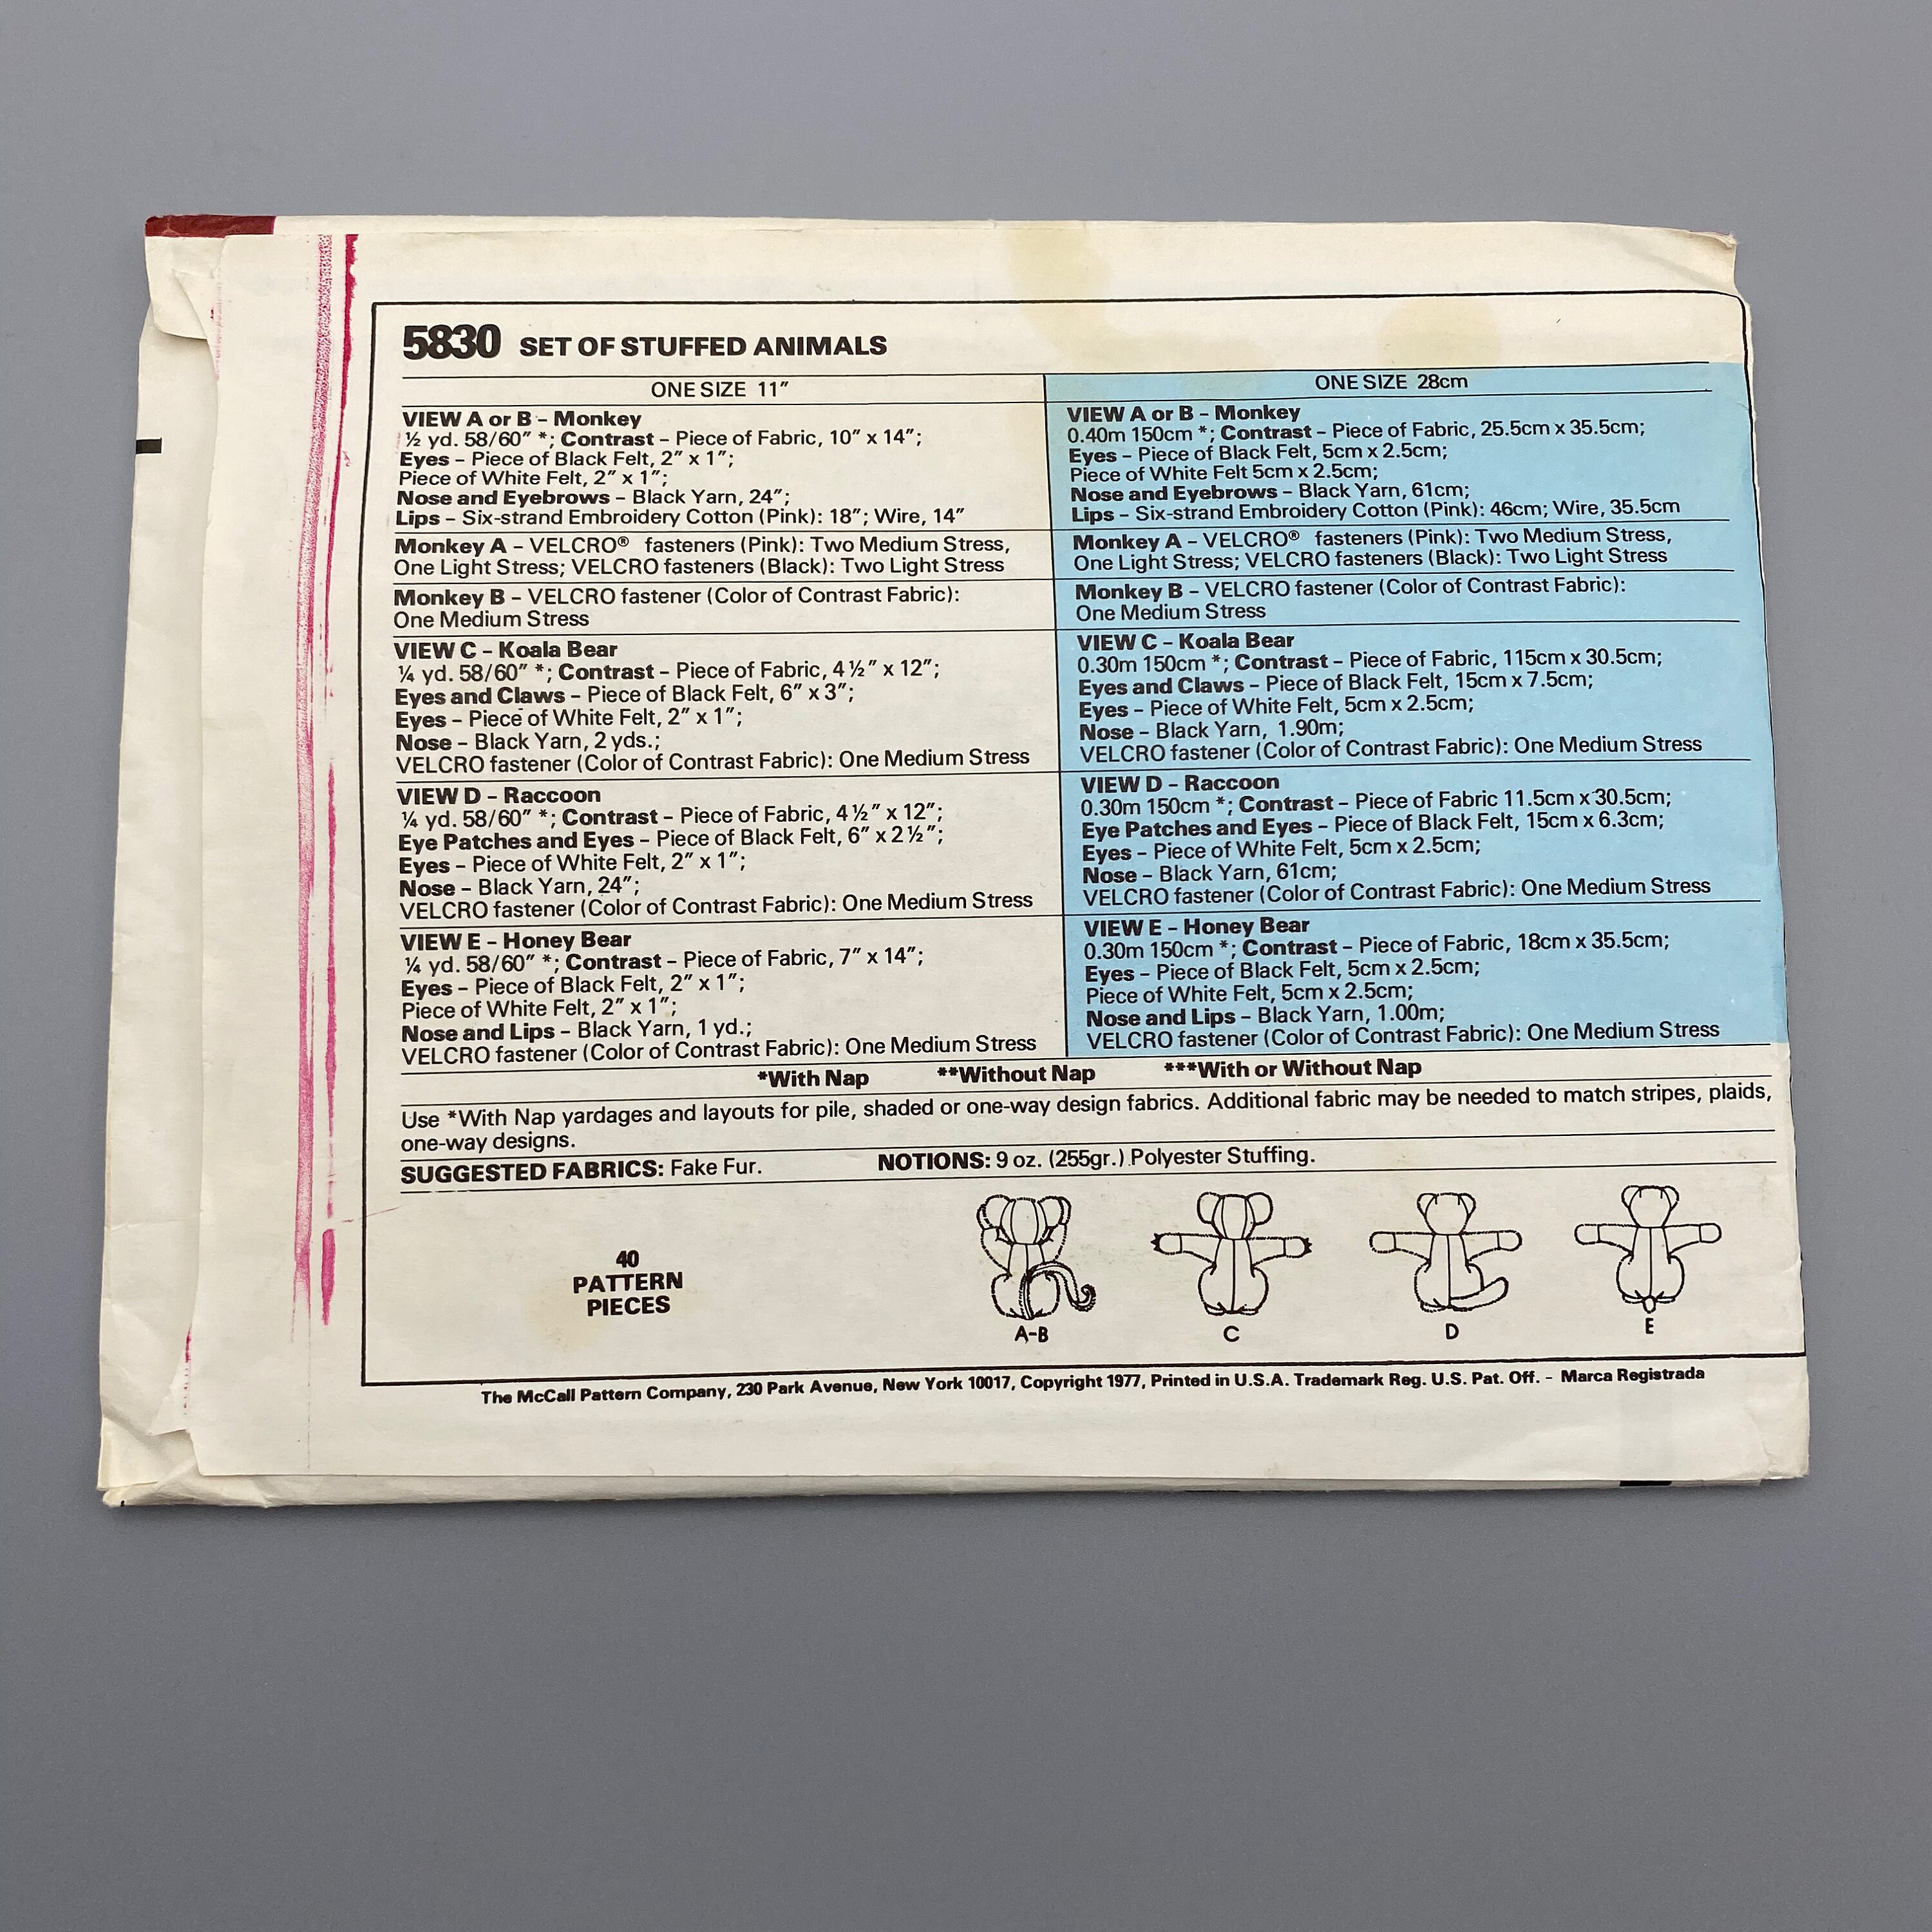 5830 SET OF STUFFED ANIMALS
ONE SIZE 11″
VIEW A or B – Monkey
½ yd. 58/60″ *; Contrast – Piece of Fabric, 10″ x 14″;
Eyes – Piece of Black Felt, 2″ x 1″;
Piece of White Felt, 2″ x 1″;
Nose and Eyebrows – Black Yarn, 24″;
Lips – Six-strand Embroidery Cotton (Pink): 18″; Wire, 14″
Monkey A – VELCRO® fasteners (Pink): Two Medium Stress,
One Light Stress; VELCRO fasteners (Black): Two Light Stress
Monkey B – VELCRO fastener (Color of Contrast Fabric):
One Medium Stress
VIEW C – Koala Bear
¼ yd. 58/60″ *; Contrast – Piece of Fabric, 4 ½″ x 12″;
Eyes and Claws – Piece of Black Felt, 6″ x 3″;
Eyes – Piece of White Felt, 2″ x 1″;
Nose – Black Yarn, 2 yds.;
VELCRO fastener (Color of Contrast Fabric): One Medium Stress
VIEW D – Raccoon
¼ yd. 58/60″ *; Contrast – Piece of Fabric, 4 ½″ x 12″;
Eye Patches and Eyes – Piece of Black Felt, 6″ x 2 ½″;
Eyes – Piece of White Felt, 2″ x 1″;
Nose – Black Yarn, 24″;
VELCRO fastener (Color of Contrast Fabric): One Medium Stress
VIEW E – Honey Bear
¼ yd. 58/60″ *; Contrast – Piece of Fabric, 7″ x 14″;
Eyes – Piece of Black Felt, 2″ x 1″;
Piece of White Felt, 2″ x 1″;
Nose and Lips – Black Yarn, 1 yd.;
VELCRO fastener (Color of Contrast Fabric): One Medium Stress
ONE SIZE 28cm
VIEW A or B – Monkey
0.40m 150cm *; Contrast – Piece of Fabric, 25.5cm x 35.5cm;
Eyes – Piece of Black Felt, 5cm x 2.5cm;
Piece of White Felt 5cm x 2.5cm;
Nose and Eyebrows – Black Yarn, 61cm;
Lips – Six-strand Embroidery Cotton (Pink): 46cm; Wire, 35.5cm
Monkey A – VELCRO® fasteners (Pink): Two Medium Stress,
One Light Stress; VELCRO fasteners (Black): Two Light Stress
Monkey B – VELCRO fastener (Color of Contrast Fabric):
One Medium Stress
VIEW C – Koala Bear
0.30m 150cm *; Contrast – Piece of Fabric, 115cm x 30.5cm;
Eyes and Claws – Piece of Black Felt, 15cm x 7.5cm;
Eyes – Piece of White Felt, 5cm x 2.5cm;
Nose – Black Yarn, 1.90m;
VELCRO fastener (Color of Contrast Fabric): One Medium Stress
VIEW D – Raccoon
0.30m 150cm *; Contrast – Piece of Fabric 11.5cm x 30.5cm;
Eye Patches and Eyes – Piece of Black Felt, 15cm x 6.3cm;
Eyes – Piece of White Felt, 5cm x 2.5cm;
Nose – Black Yarn, 61cm;
VELCRO fastener (Color of Contrast Fabric): One Medium Stress
VIEW E – Honey Bear
0.30m 150cm *; Contrast – Piece of Fabric, 18cm x 35.5cm;
Eyes – Piece of Black Felt, 5cm x 2.5cm;
Piece of White Felt, 5cm x 2.5cm;
Nose and Lips – Black Yarn, 1.00m;
VELCRO fastener (Color of Contrast Fabric): One Medium Stress
*With Nap **Without Nap ***With or Without Nap
Use *With Nap yardages and layouts for pile, shaded or one-way design fabrics. Additional fabric may be needed to match stripes, plaids,
one-way designs.
SUGGESTED FABRICS: Fake Fur. NOTIONS: 9 oz. (255gr.) Polyester Stuffing.
40
PATTERN
PIECES
A-B C D E
The McCall Pattern Company, 230 Park Avenue, New York 10017, Copyright 1977, Printed in U.S.A. Trademark Reg. U.S. Pat. Off. – Marca Registrada